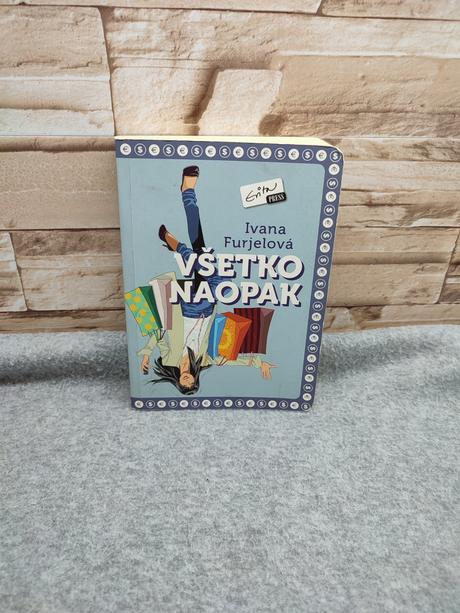 Evita
PRESS
Ivana
Furjelová
VŠETKO
NAOPAK